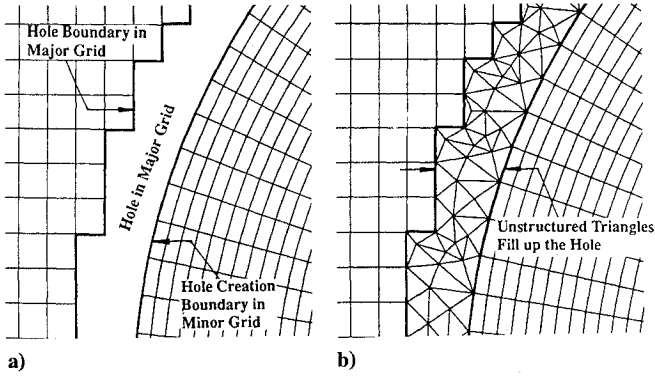 Hole Boundary in
Major Grid
Hole in Major Grid
Hole Creation
Boundary in
Minor Grid
a)
Unstructured Triangles
Fill up the Hole
b)